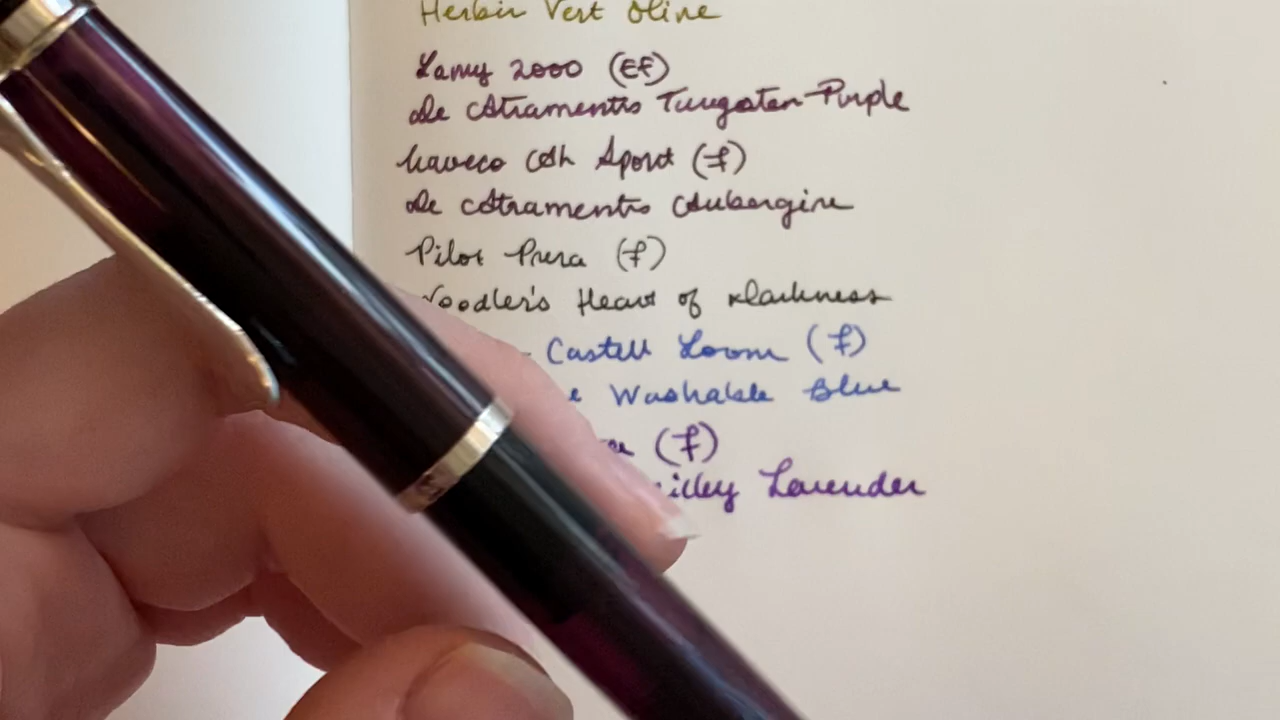 Herbin Vert Olive
Lamy 2000 (EF)
De Atramentis Tungsten-Purple
Kaweco Art Sport (F)
De Atramentis Aubergine
Pilot Prera (F)
Noodler's Heart of Darkness
Castell Loom (F)
Washable Blue
(F)
Lavender